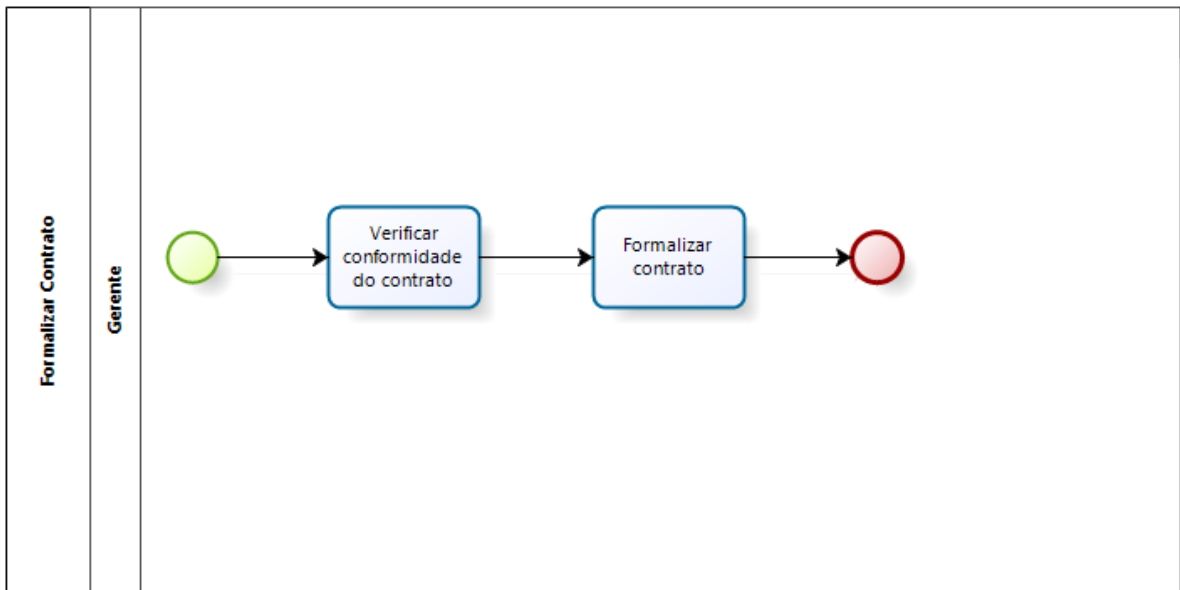 Formalizar Contrato
Gerente
Verificar
conformidade
do contrato
Formalizar
contrato